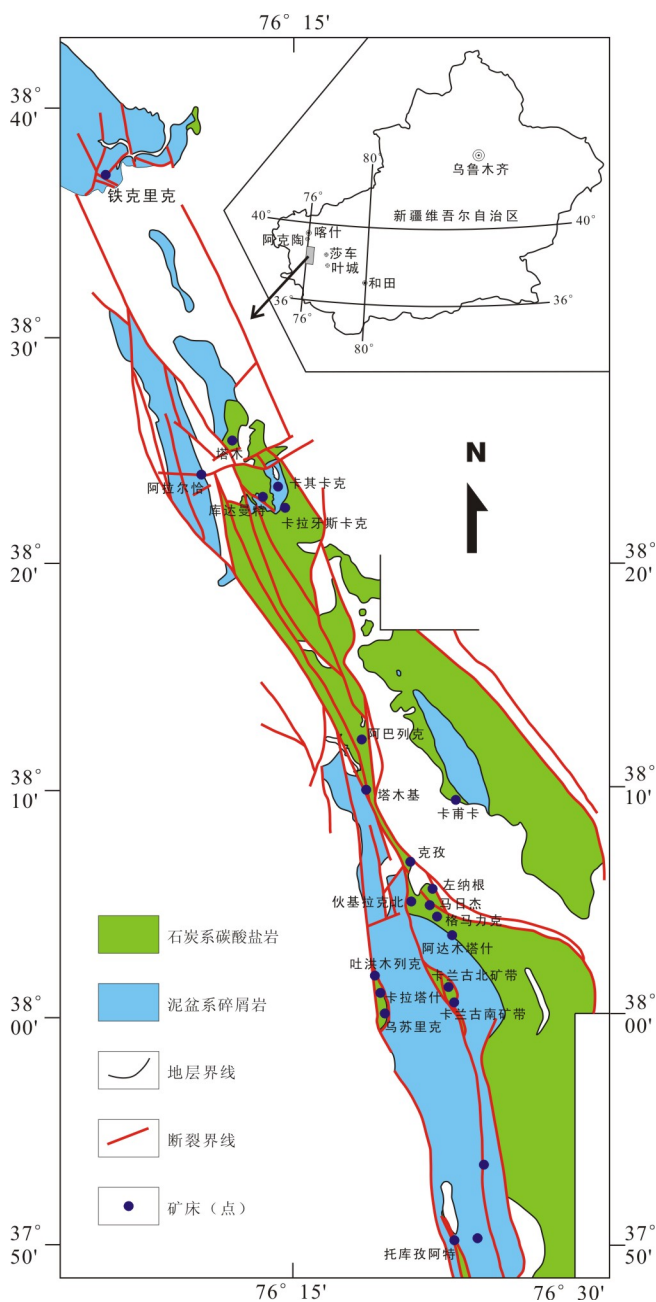 76° 15'
38°
40'
铁克里克
80°
76°
乌鲁木齐
新疆维吾尔自治区
40°
40°
喀什
阿克陶
莎车
叶城
和田
36°
36°
76°
80°
38°
30'
塔木
N
阿拉尔恰
卡其卡克
库达曼特
卡拉牙斯卡克
38°
20'
38°
20'
阿巴列克
38°
10'
38°
10'
塔木基
卡甫卡
克孜
左纳根
伙基拉克北
马日杰
格马力克
阿达木塔什
石炭系碳酸盐岩
吐洪木列克
卡兰古北矿带
卡拉塔什
卡兰古南矿带
乌苏里克
泥盆系碎屑岩
38°
00'
38°
00'
地层界线
断裂界线
矿床（点）
37°
50'
37°
50'
托库孜阿特
76° 15'
76° 30'